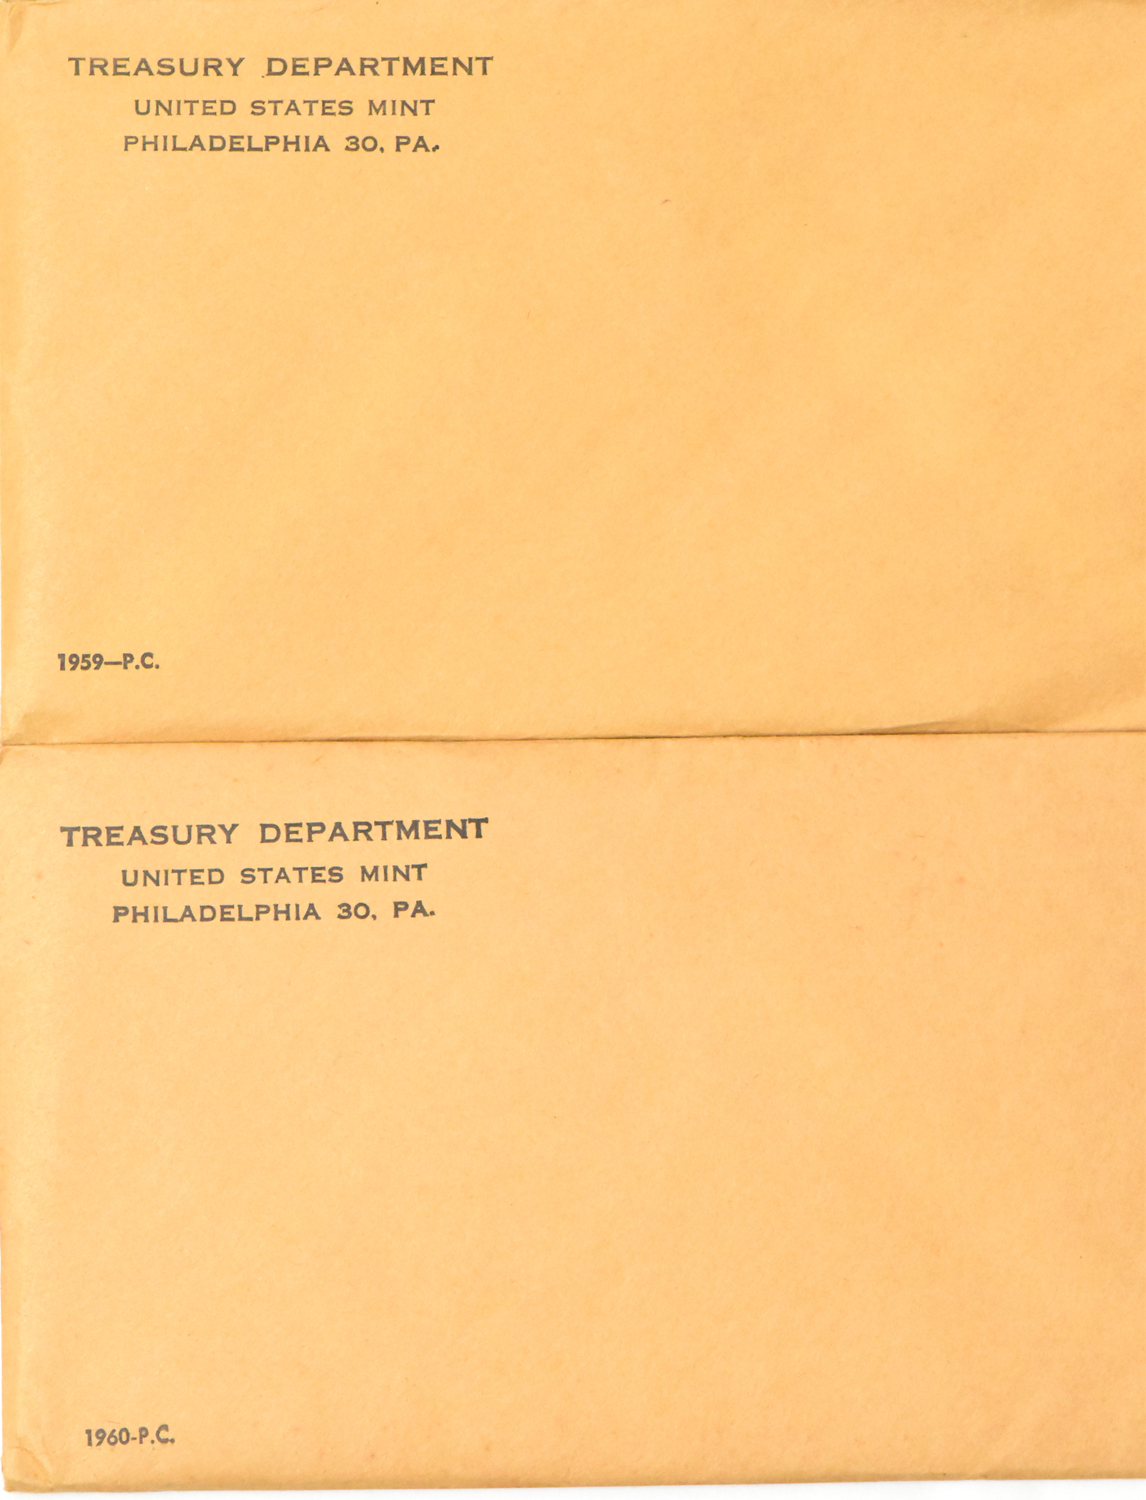 TREASURY DEPARTMENT
UNITED STATES MINT
PHILADELPHIA 30, PA.
1959—P.C.
TREASURY DEPARTMENT
UNITED STATES MINT
PHILADELPHIA 30, PA.
1960-P.C.